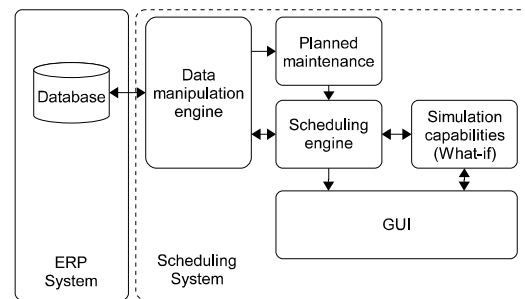 Database
ERP
System
Data
manipulation
engine
Planned
maintenance
Scheduling
engine
Simulation
capabilities
(What-if)
GUI
Scheduling
System